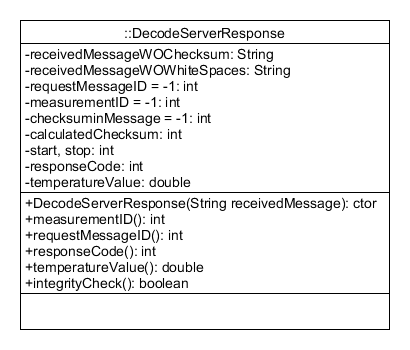 ::DecodeServerResponse
-receivedMessageWOChecksum: String
-receivedMessageWOWhiteSpaces: String
-requestMessageID = -1: int
-measurementID = -1: int
-checksuminMessage = -1: int
-calculatedChecksum: int
-start, stop: int
-responseCode: int
-temperatureValue: double
+DecodeServerResponse(String receivedMessage): ctor
+measurementID(): int
+requestMessageID(): int
+responseCode(): int
+temperatureValue(): double
+integrityCheck(): boolean